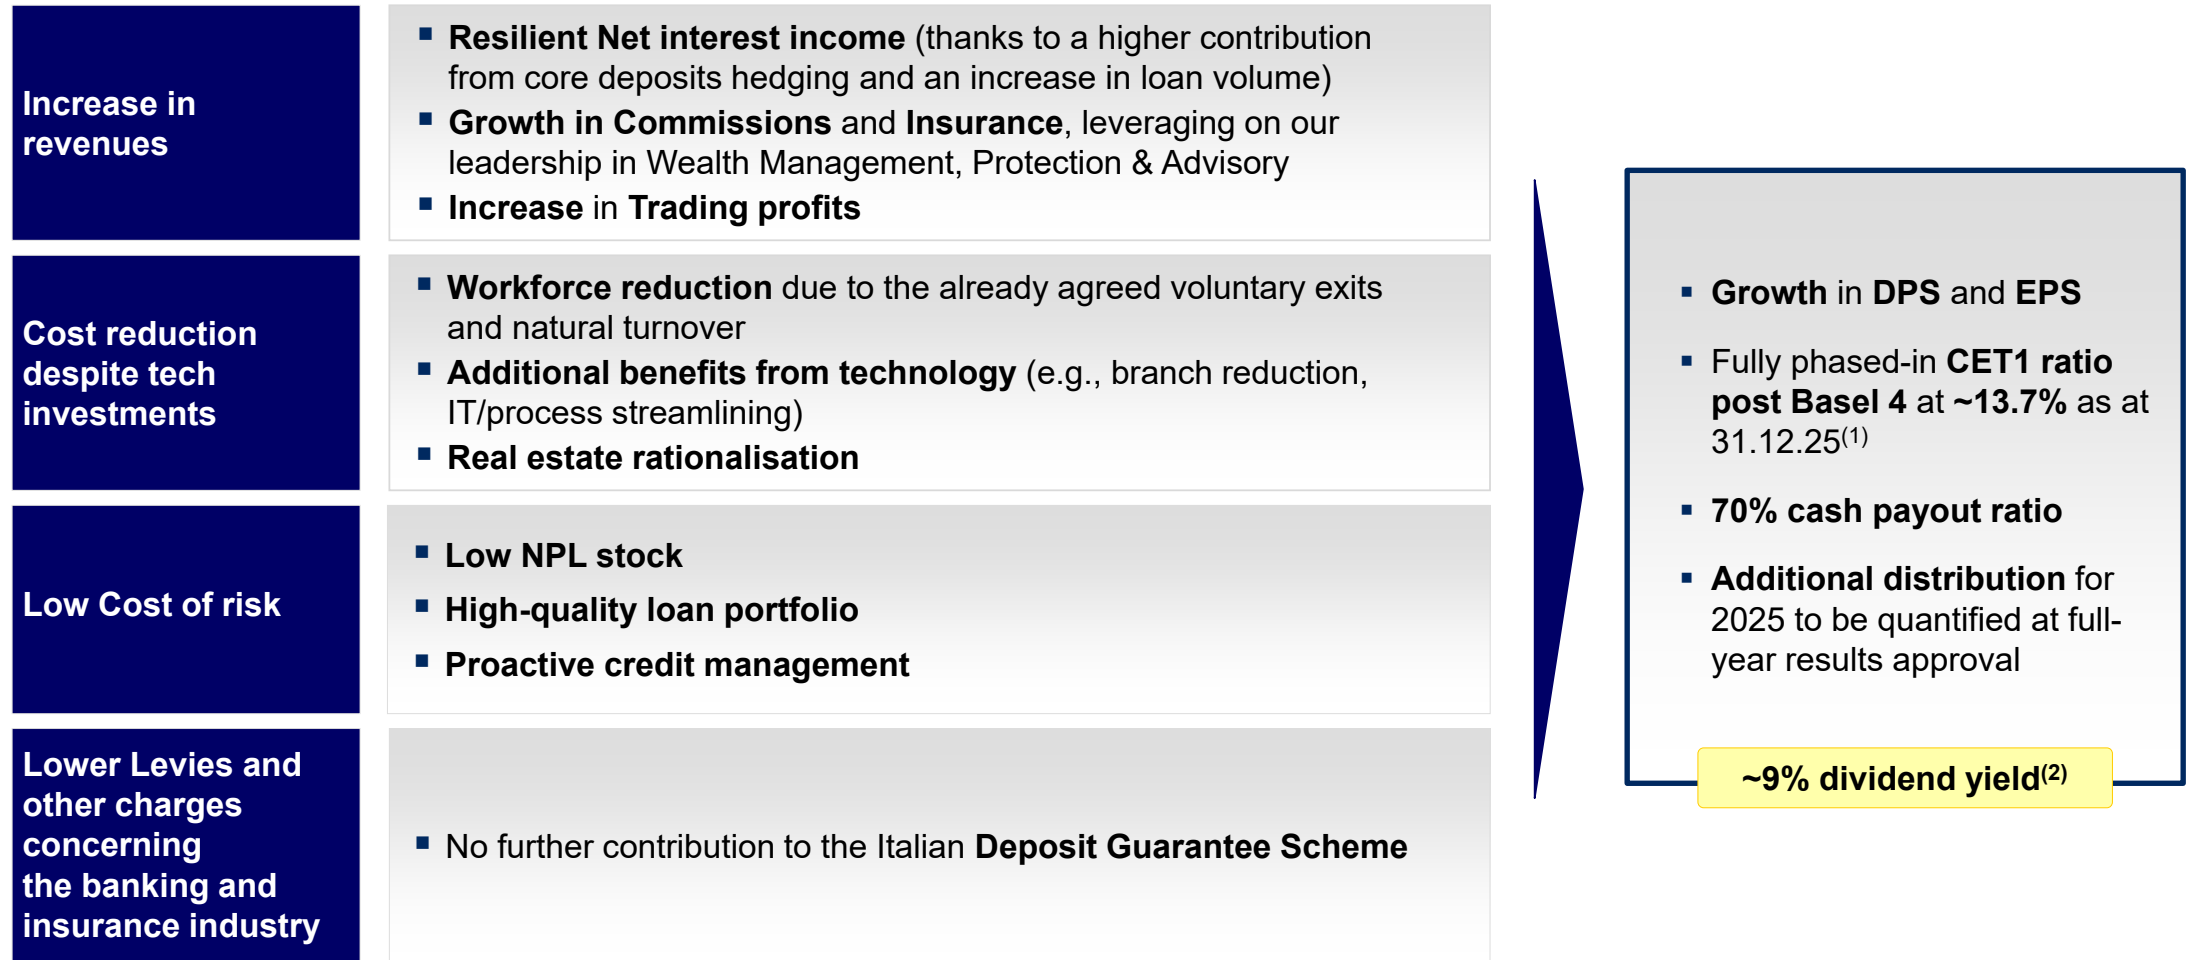 Increase in
revenues
▪ Resilient Net interest income (thanks to a higher contribution
from core deposits hedging and an increase in loan volume)
▪ Growth in Commissions and Insurance, leveraging on our
leadership in Wealth Management, Protection & Advisory
▪ Increase in Trading profits
Cost reduction
despite tech
investments
▪ Workforce reduction due to the already agreed voluntary exits
and natural turnover
▪ Additional benefits from technology (e.g., branch reduction,
IT/process streamlining)
▪ Real estate rationalisation
Low Cost of risk
▪ Low NPL stock
▪ High-quality loan portfolio
▪ Proactive credit management
Lower Levies and
other charges
concerning
the banking and
insurance industry
▪ No further contribution to the Italian Deposit Guarantee Scheme
▪ Growth in DPS and EPS
▪ Fully phased-in CET1 ratio
post Basel 4 at ~13.7% as at
31.12.25(1)
▪ 70% cash payout ratio
▪ Additional distribution for
2025 to be quantified at full-
year results approval
~9% dividend yield(2)